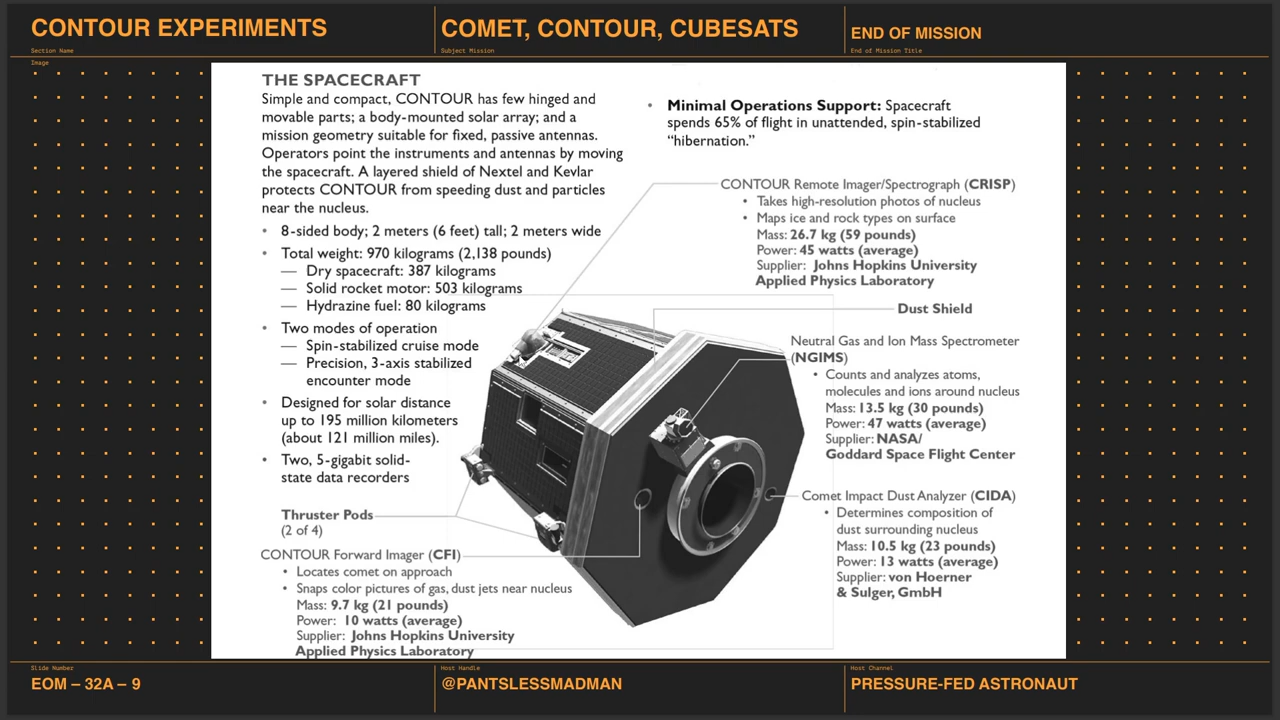 CONTOUR EXPERIMENTS
Section Name
COMET, CONTOUR, CUBESATS
Subject Mission
END OF MISSION
End of Mission Title
Image
THE SPACECRAFT
Simple and compact, CONTOUR has few hinged and
movable parts; a body-mounted solar array; and a
mission geometry suitable for fixed, passive antennas.
Operators point the instruments and antennas by moving
the spacecraft. A layered shield of Nextel and Kevlar
protects CONTOUR from speeding dust and particles
near the nucleus.
• 8-sided body; 2 meters (6 feet) tall; 2 meters wide
• Total weight: 970 kilograms (2,138 pounds)
— Dry spacecraft: 387 kilograms
— Solid rocket motor: 503 kilograms
— Hydrazine fuel: 80 kilograms
• Two modes of operation
— Spin-stabilized cruise mode
— Precision, 3-axis stabilized
encounter mode
• Designed for solar distance
up to 195 million kilometers
(about 121 million miles).
• Two, 5-gigabit solid-
state data recorders
Thruster Pods
(2 of 4)
CONTOUR Forward Imager (CFI)
• Locates comet on approach
• Snaps color pictures of gas, dust jets near nucleus
Mass: 9.7 kg (21 pounds)
Power: 10 watts (average)
Supplier: Johns Hopkins University
Applied Physics Laboratory
• Minimal Operations Support: Spacecraft
spends 65% of flight in unattended, spin-stabilized
“hibernation.”
CONTOUR Remote Imager/Spectrograph (CRISP)
• Takes high-resolution photos of nucleus
• Maps ice and rock types on surface
Mass: 26.7 kg (59 pounds)
Power: 45 watts (average)
Supplier: Johns Hopkins University
Applied Physics Laboratory
Dust Shield
Neutral Gas and Ion Mass Spectrometer
(NGIMS)
• Counts and analyzes atoms,
molecules and ions around nucleus
Mass: 13.5 kg (30 pounds)
Power: 47 watts (average)
Supplier: NASA/
Goddard Space Flight Center
Comet Impact Dust Analyzer (CIDA)
• Determines composition of
dust surrounding nucleus
Mass: 10.5 kg (23 pounds)
Power: 13 watts (average)
Supplier: von Hoerner
& Sulger, GmbH
Slide Number
EOM – 32A – 9
Host Handle
@PANTSLESSMADMAN
Host Channel
PRESSURE-FED ASTRONAUT